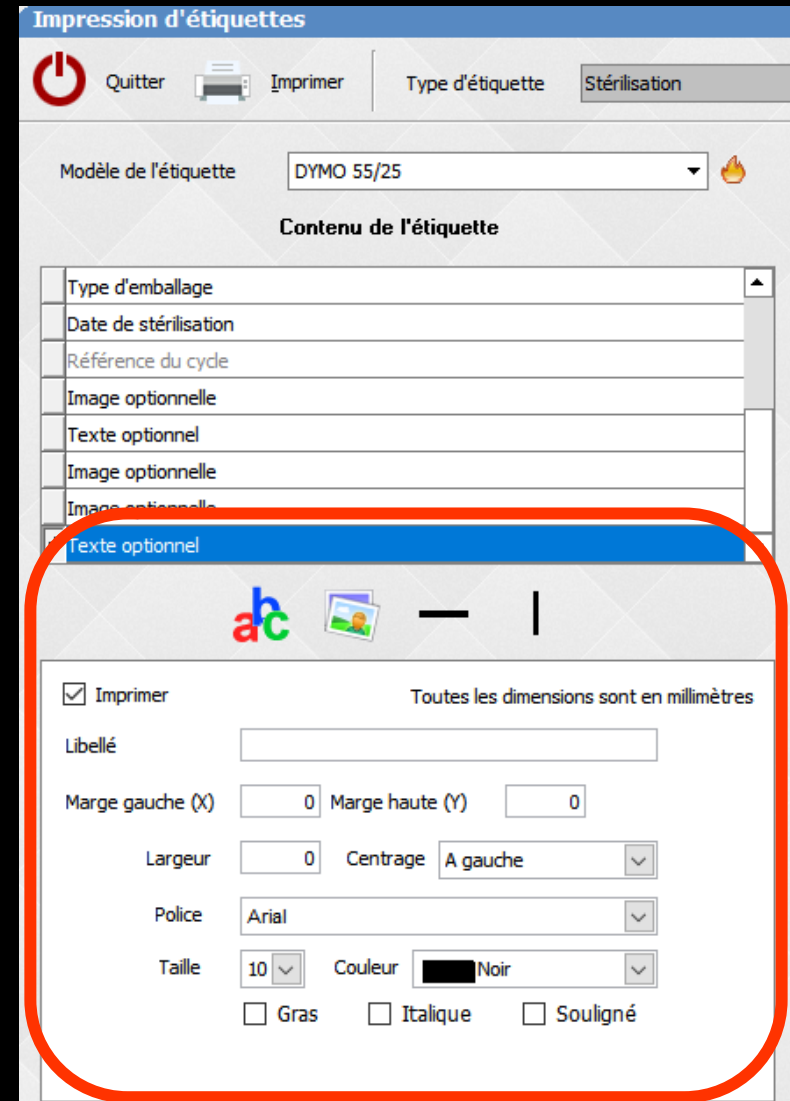 Impression d'étiquettes
Quitter Imprimer Type d'étiquette Stérilisation
Modèle de l'étiquette DYMO 55/25
Contenu de l'étiquette
Type d'emballage
Date de stérilisation
Référence du cycle
Image optionnelle
Texte optionnel
Image optionnelle
Image optionnelle
Texte optionnel
abc
Imprimer Toutes les dimensions sont en millimètres
Libellé
Marge gauche (X) 0 Marge haute (Y) 0
Largeur 0 Centrage A gauche
Police Arial
Taille 10 Couleur Noir
Gras Italique Souligné